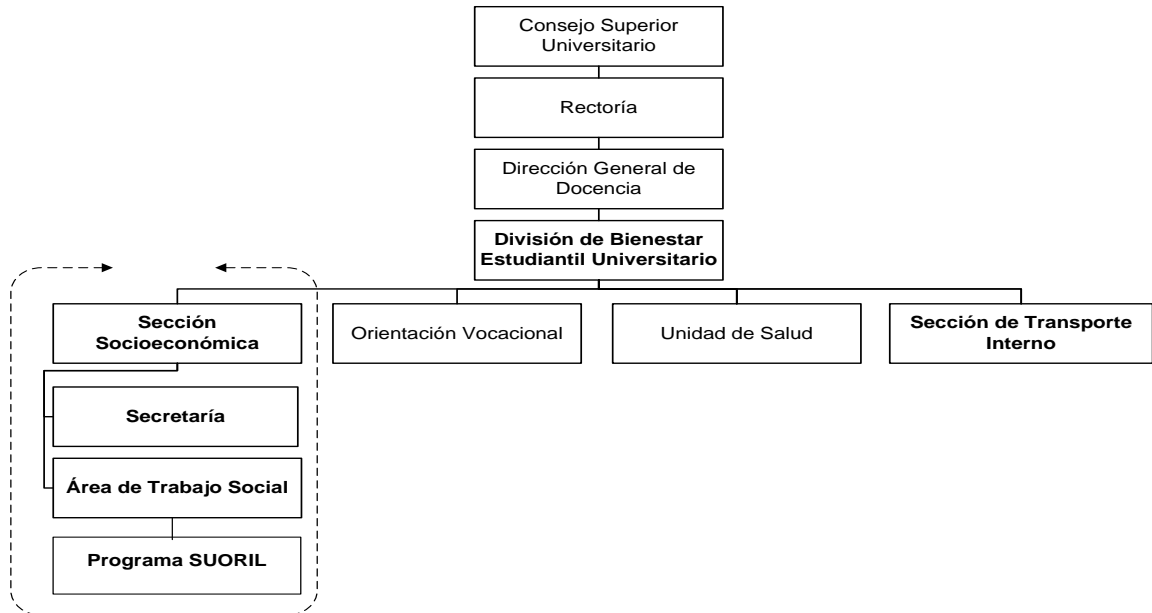 Consejo Superior
Universitario
Rectoría
Dirección General de
Docencia
División de Bienestar
Estudiantil Universitario
Sección
Socioeconómica
Orientación Vocacional
Unidad de Salud
Sección de Transporte
Interno
Secretaría
Área de Trabajo Social
Programa SUORIL